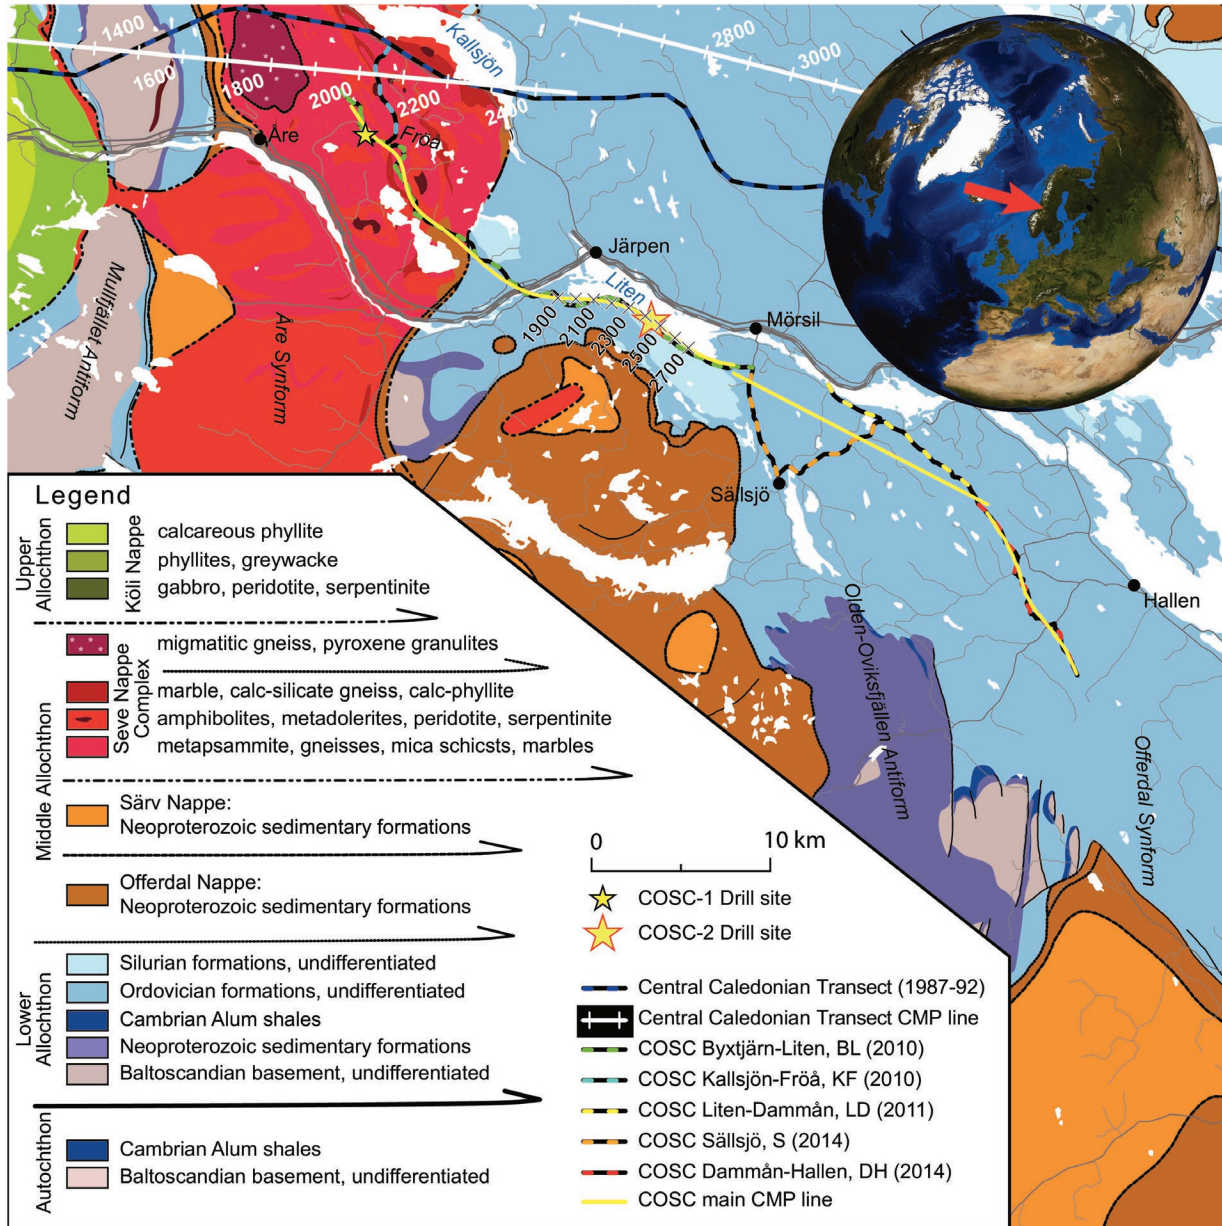 1400
1600
1800
2000
2200
2400
2800
3000
Kallsjön
Åre
Fröå
Järpen
Liten
Mörsil
1900
2100
2300
2500
2700
Mullfjället Antiform
Åre Synform
Sällsjö
Hallen
Olden-Oviksfjällen Antiform
Offerdal Synform
Legend
Upper
Allochthon
Köli Nappe
calcareous phyllite
phyllites, greywacke
gabbro, peridotite, serpentinite
Middle Allochthon
Seve Nappe
Complex
migmatitic gneiss, pyroxene granulites
marble, calc-silicate gneiss, calc-phyllite
amphibolites, metadolerites, peridotite, serpentinite
metapsammite, gneisses, mica schicsts, marbles
Särv Nappe:
Neoproterozoic sedimentary formations
Offerdal Nappe:
Neoproterozoic sedimentary formations
Lower
Allochthon
Silurian formations, undifferentiated
Ordovician formations, undifferentiated
Cambrian Alum shales
Neoproterozoic sedimentary formations
Baltoscandian basement, undifferentiated
Autochthon
Cambrian Alum shales
Baltoscandian basement, undifferentiated
0 10 km
COSC-1 Drill site
COSC-2 Drill site
Central Caledonian Transect (1987-92)
Central Caledonian Transect CMP line
COSC Byxtjärn-Liten, BL (2010)
COSC Kallsjön-Fröå, KF (2010)
COSC Liten-Dammån, LD (2011)
COSC Sällsjö, S (2014)
COSC Dammån-Hallen, DH (2014)
COSC main CMP line